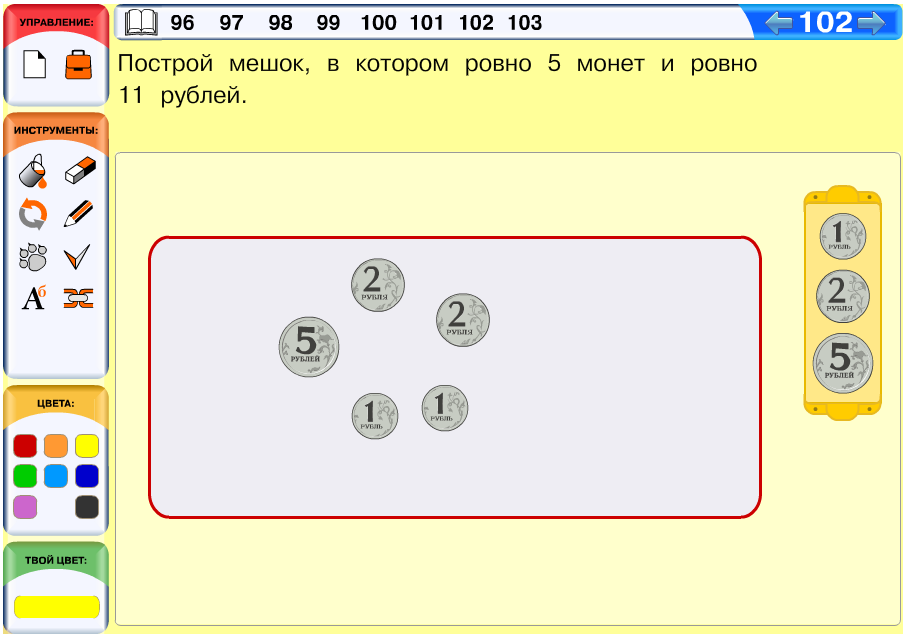 УПРАВЛЕНИЕ:
96 97 98 99 100 101 102 103
102
Построй мешок, в котором ровно 5 монет и ровно
11 рублей.
ИНСТРУМЕНТЫ:
Аб
ЦВЕТА:
ТВОЙ ЦВЕТ:
2
РУБЛЯ
2
РУБЛЯ
5
РУБЛЕЙ
1
РУБЛЬ
1
РУБЛЬ
1
РУБЛЬ
2
РУБЛЯ
5
РУБЛЕЙ